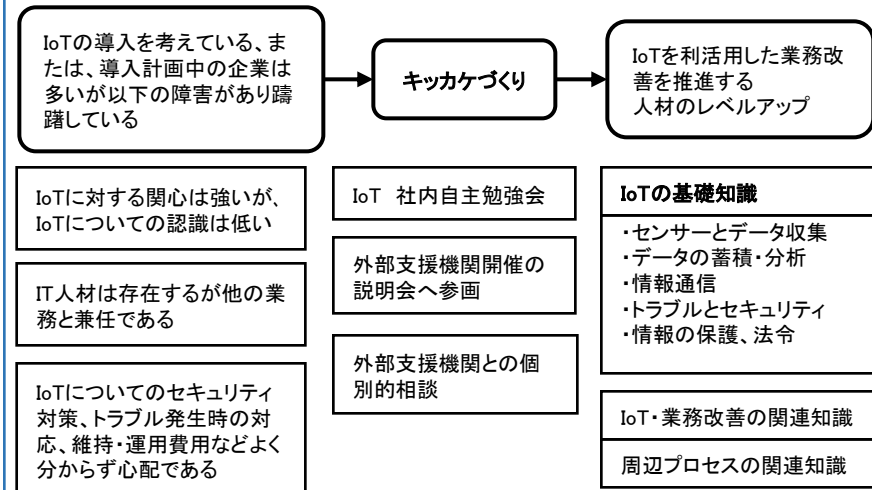 IoTの導入を考えている、ま
たは、導入計画中の企業は
多いが以下の障害があり躊
躇している
キッカケづくり
IoTを利活用した業務改
善を推進する
人材のレベルアップ
IoTに対する関心は強いが、
IoTについての認識は低い
IT人材は存在するが他の業
務と兼任である
IoTについてのセキュリティ
対策、トラブル発生時の対
応、維持・運用費用などよく
分からず心配である
IoT 社内自主勉強会
外部支援機関開催の
説明会へ参画
外部支援機関との個
別的相談
IoTの基礎知識
・センサーとデータ収集
・データの蓄積・分析
・情報通信
・トラブルとセキュリティ
・情報の保護、法令
IoT・業務改善の関連知識
周辺プロセスの関連知識